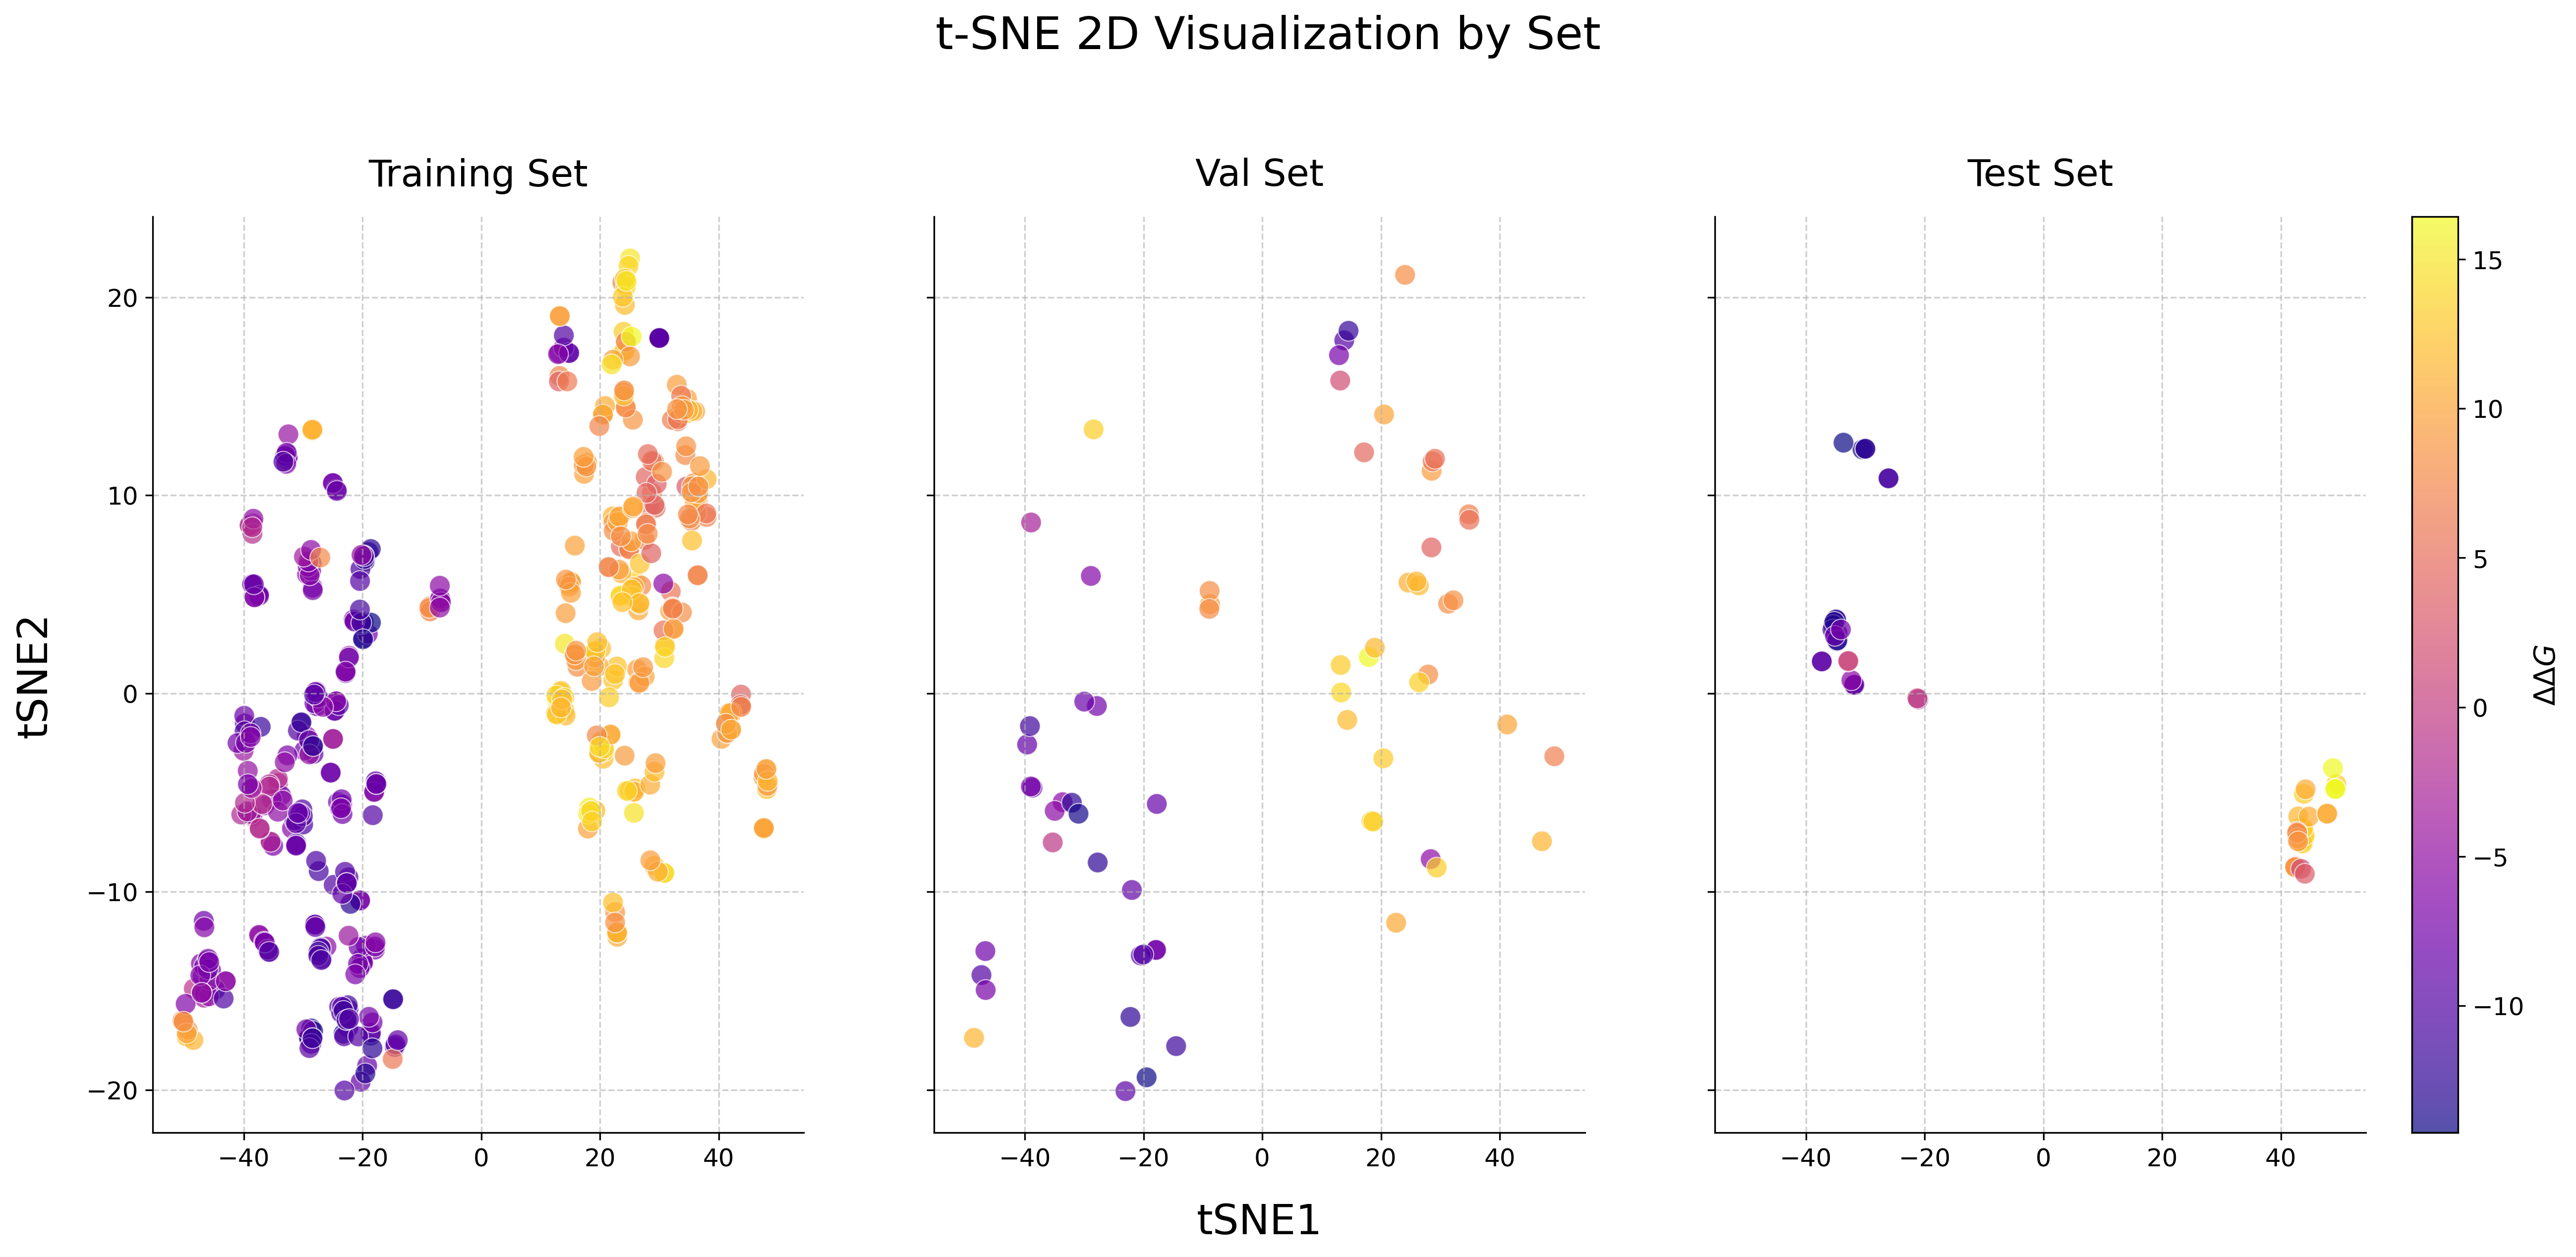 t-SNE 2D Visualization by Set
Training Set
Val Set
Test Set
tSNE2
20
10
0
−10
−20
−40 −20 0 20 40
−40 −20 0 20 40
−40 −20 0 20 40
tSNE1
15
10
5
0
−5
−10
ΔΔG